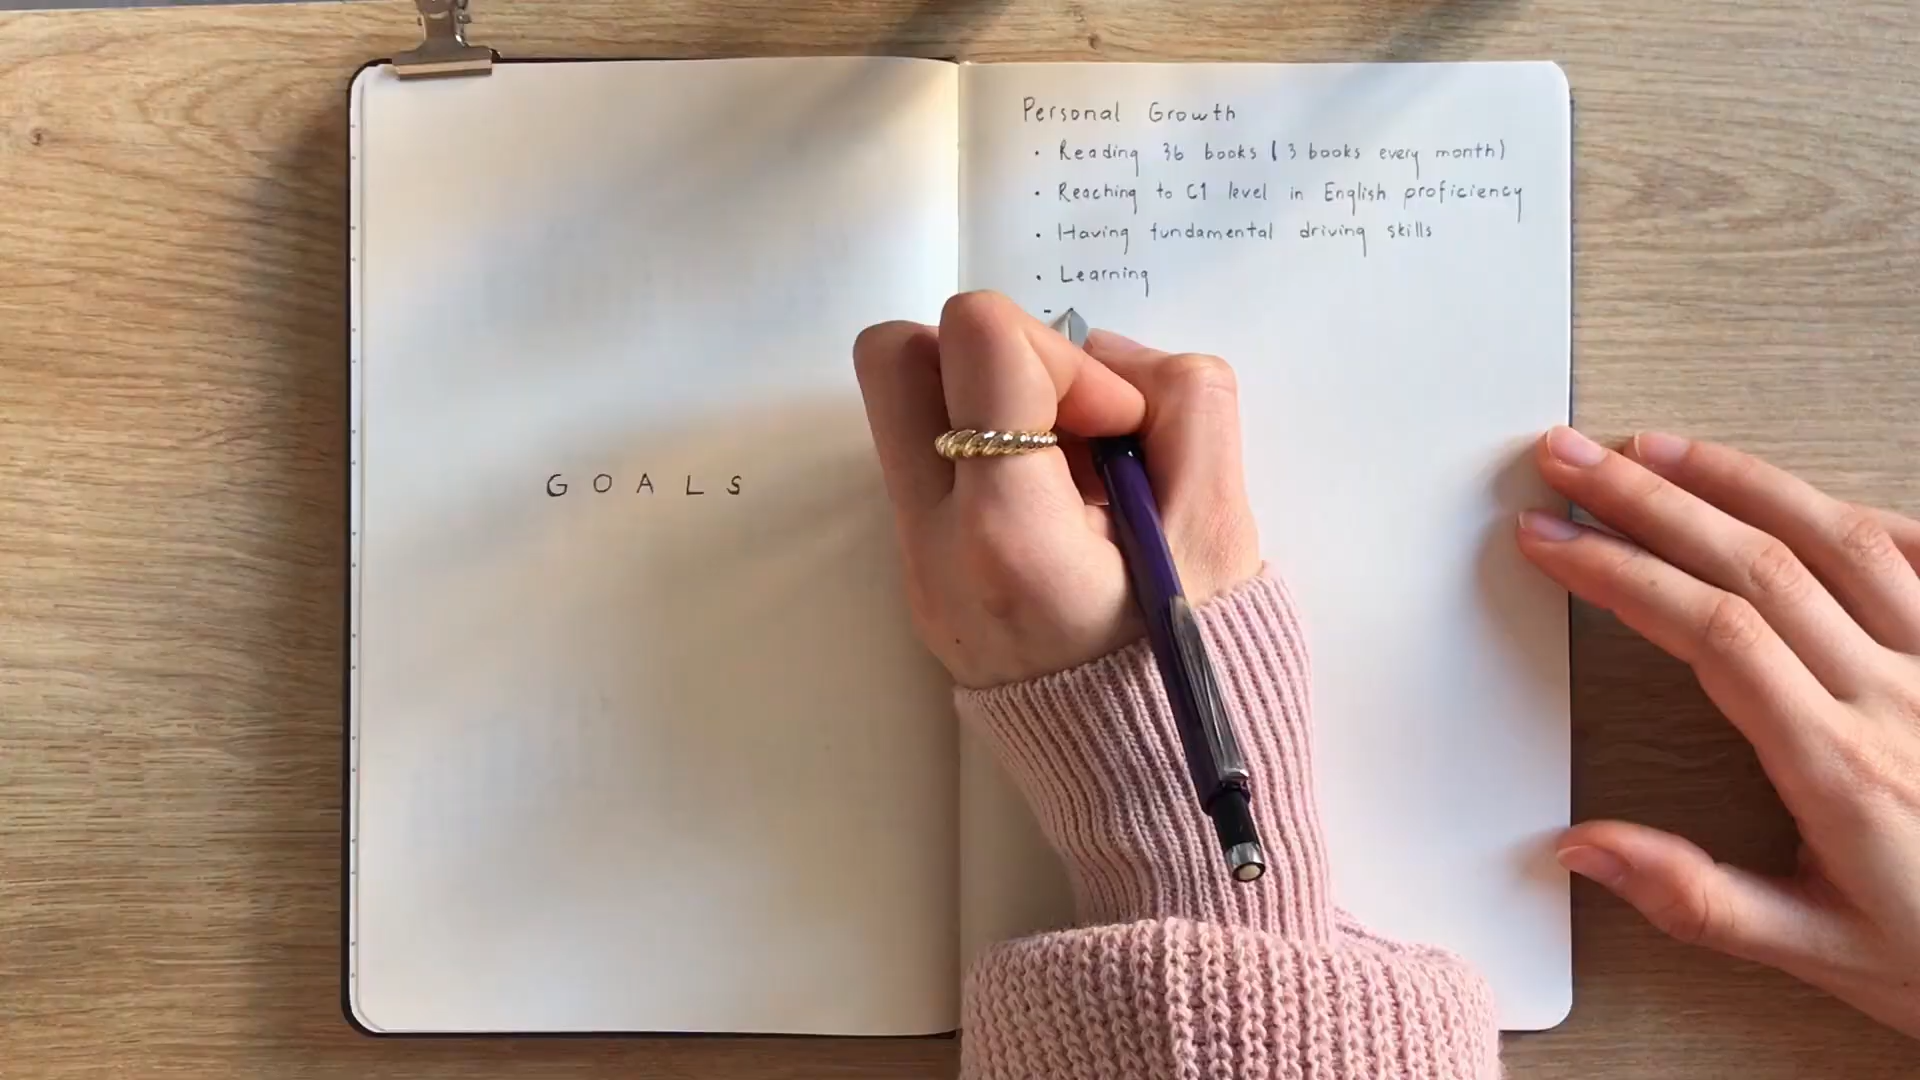 GOALS
Personal Growth
• Reading 36 books (3 books every month)
• Reaching to C1 level in English proficiency
• Having fundamental driving skills
• Learning
-